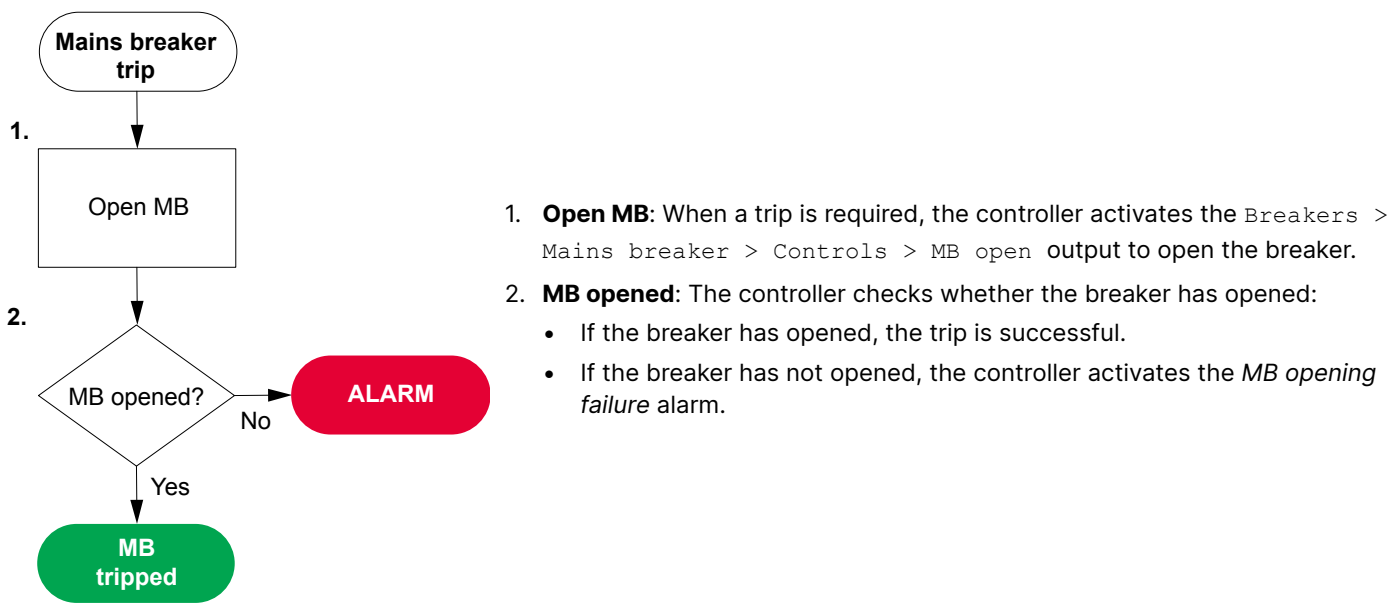 Mains breaker
trip
1.
Open MB
2.
MB opened?
No
ALARM
Yes
MB
tripped
1. Open MB: When a trip is required, the controller activates the Breakers >
Mains breaker > Controls > MB open output to open the breaker.
2. MB opened: The controller checks whether the breaker has opened:
• If the breaker has opened, the trip is successful.
• If the breaker has not opened, the controller activates the MB opening
failure alarm.